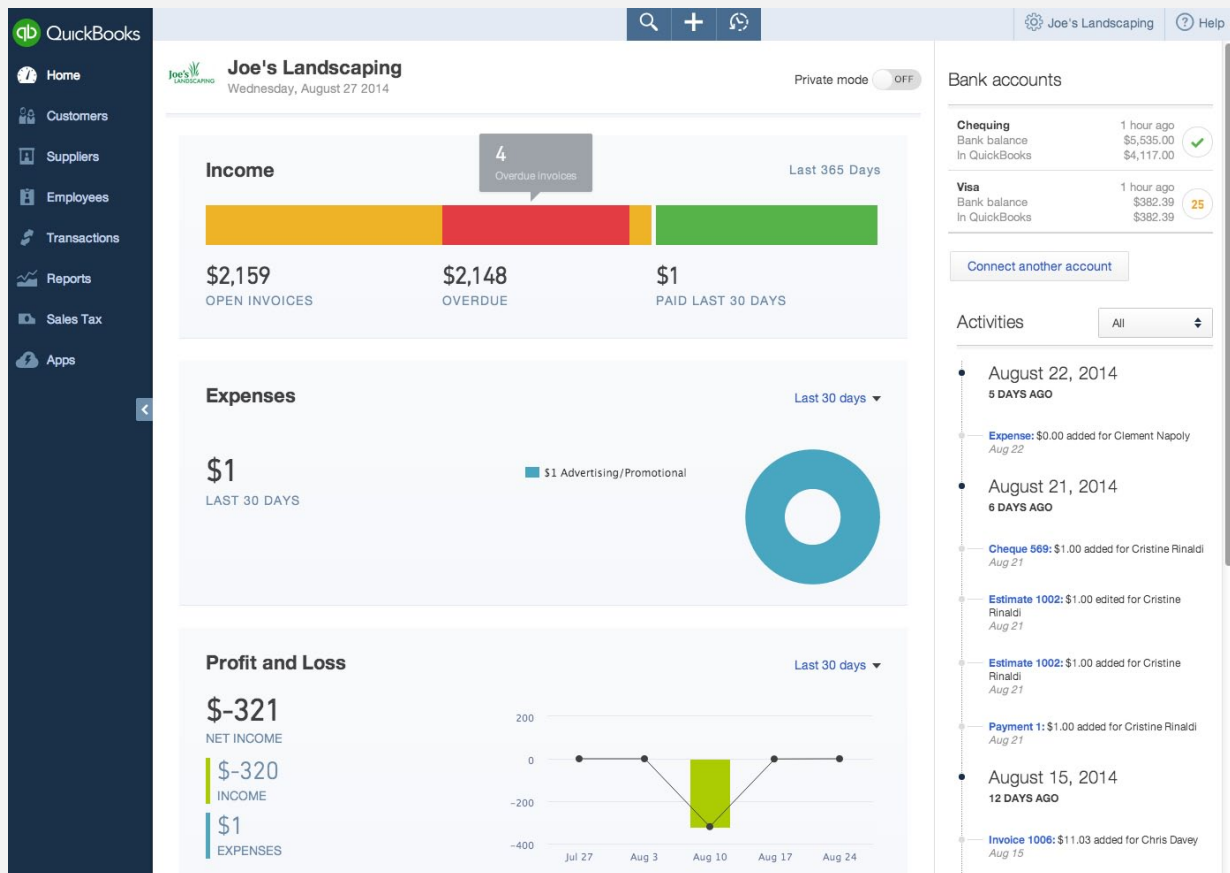 QuickBooks
Joe's Landscaping
Help
Home
Customers
Suppliers
Employees
Transactions
Reports
Sales Tax
Apps
Joe's
LANDSCAPING
Joe's Landscaping
Wednesday, August 27 2014
Private mode OFF
Income
Last 365 Days
4
Overdue invoices
$2,159
OPEN INVOICES
$2,148
OVERDUE
$1
PAID LAST 30 DAYS
Expenses
Last 30 days
$1
LAST 30 DAYS
$1 Advertising/Promotional
Profit and Loss
Last 30 days
$-321
NET INCOME
$-320
INCOME
$1
EXPENSES
200
0
-200
-400
Jul 27 Aug 3 Aug 10 Aug 17 Aug 24
Bank accounts
Chequing 1 hour ago
Bank balance $5,535.00
In QuickBooks $4,117.00
Visa 1 hour ago
Bank balance $382.39
In QuickBooks $382.39
25
Connect another account
Activities
All
August 22, 2014
5 DAYS AGO
Expense: $0.00 added for Clement Napoly
Aug 22
August 21, 2014
6 DAYS AGO
Cheque 569: $1.00 added for Cristine Rinaldi
Aug 21
Estimate 1002: $1.00 edited for Cristine
Rinaldi
Aug 21
Estimate 1002: $1.00 added for Cristine
Rinaldi
Aug 21
Payment 1: $1.00 added for Cristine Rinaldi
Aug 21
August 15, 2014
12 DAYS AGO
Invoice 1006: $11.03 added for Chris Davey
Aug 15